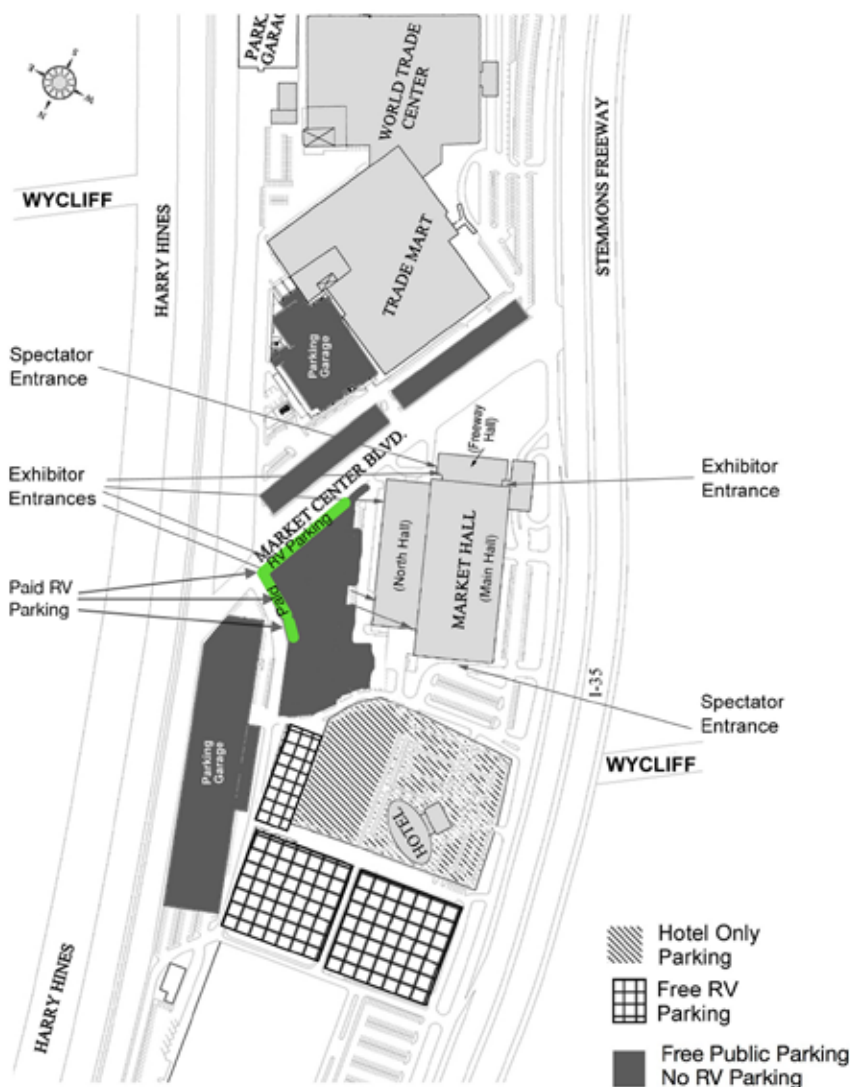 PARK.
GARAG
WORLD TRADE
CENTER
S
E
W
N
WYCLIFF
HARRY HINES
STEMMONS FREEWAY
TRADE MART
Parking
Garage
Spectator
Entrance
(Freeway
Hall)
MARKET CENTER BLVD.
Exhibitor
Entrances
Exhibitor
Entrance
RV Parking
Paid
(North Hall)
MARKET HALL
(Main Hall)
Paid RV
Parking
I-35
Spectator
Entrance
Parking
Garage
WYCLIFF
HOTEL
HARRY HINES
Hotel Only
Parking
Free RV
Parking
Free Public Parking
No RV Parking